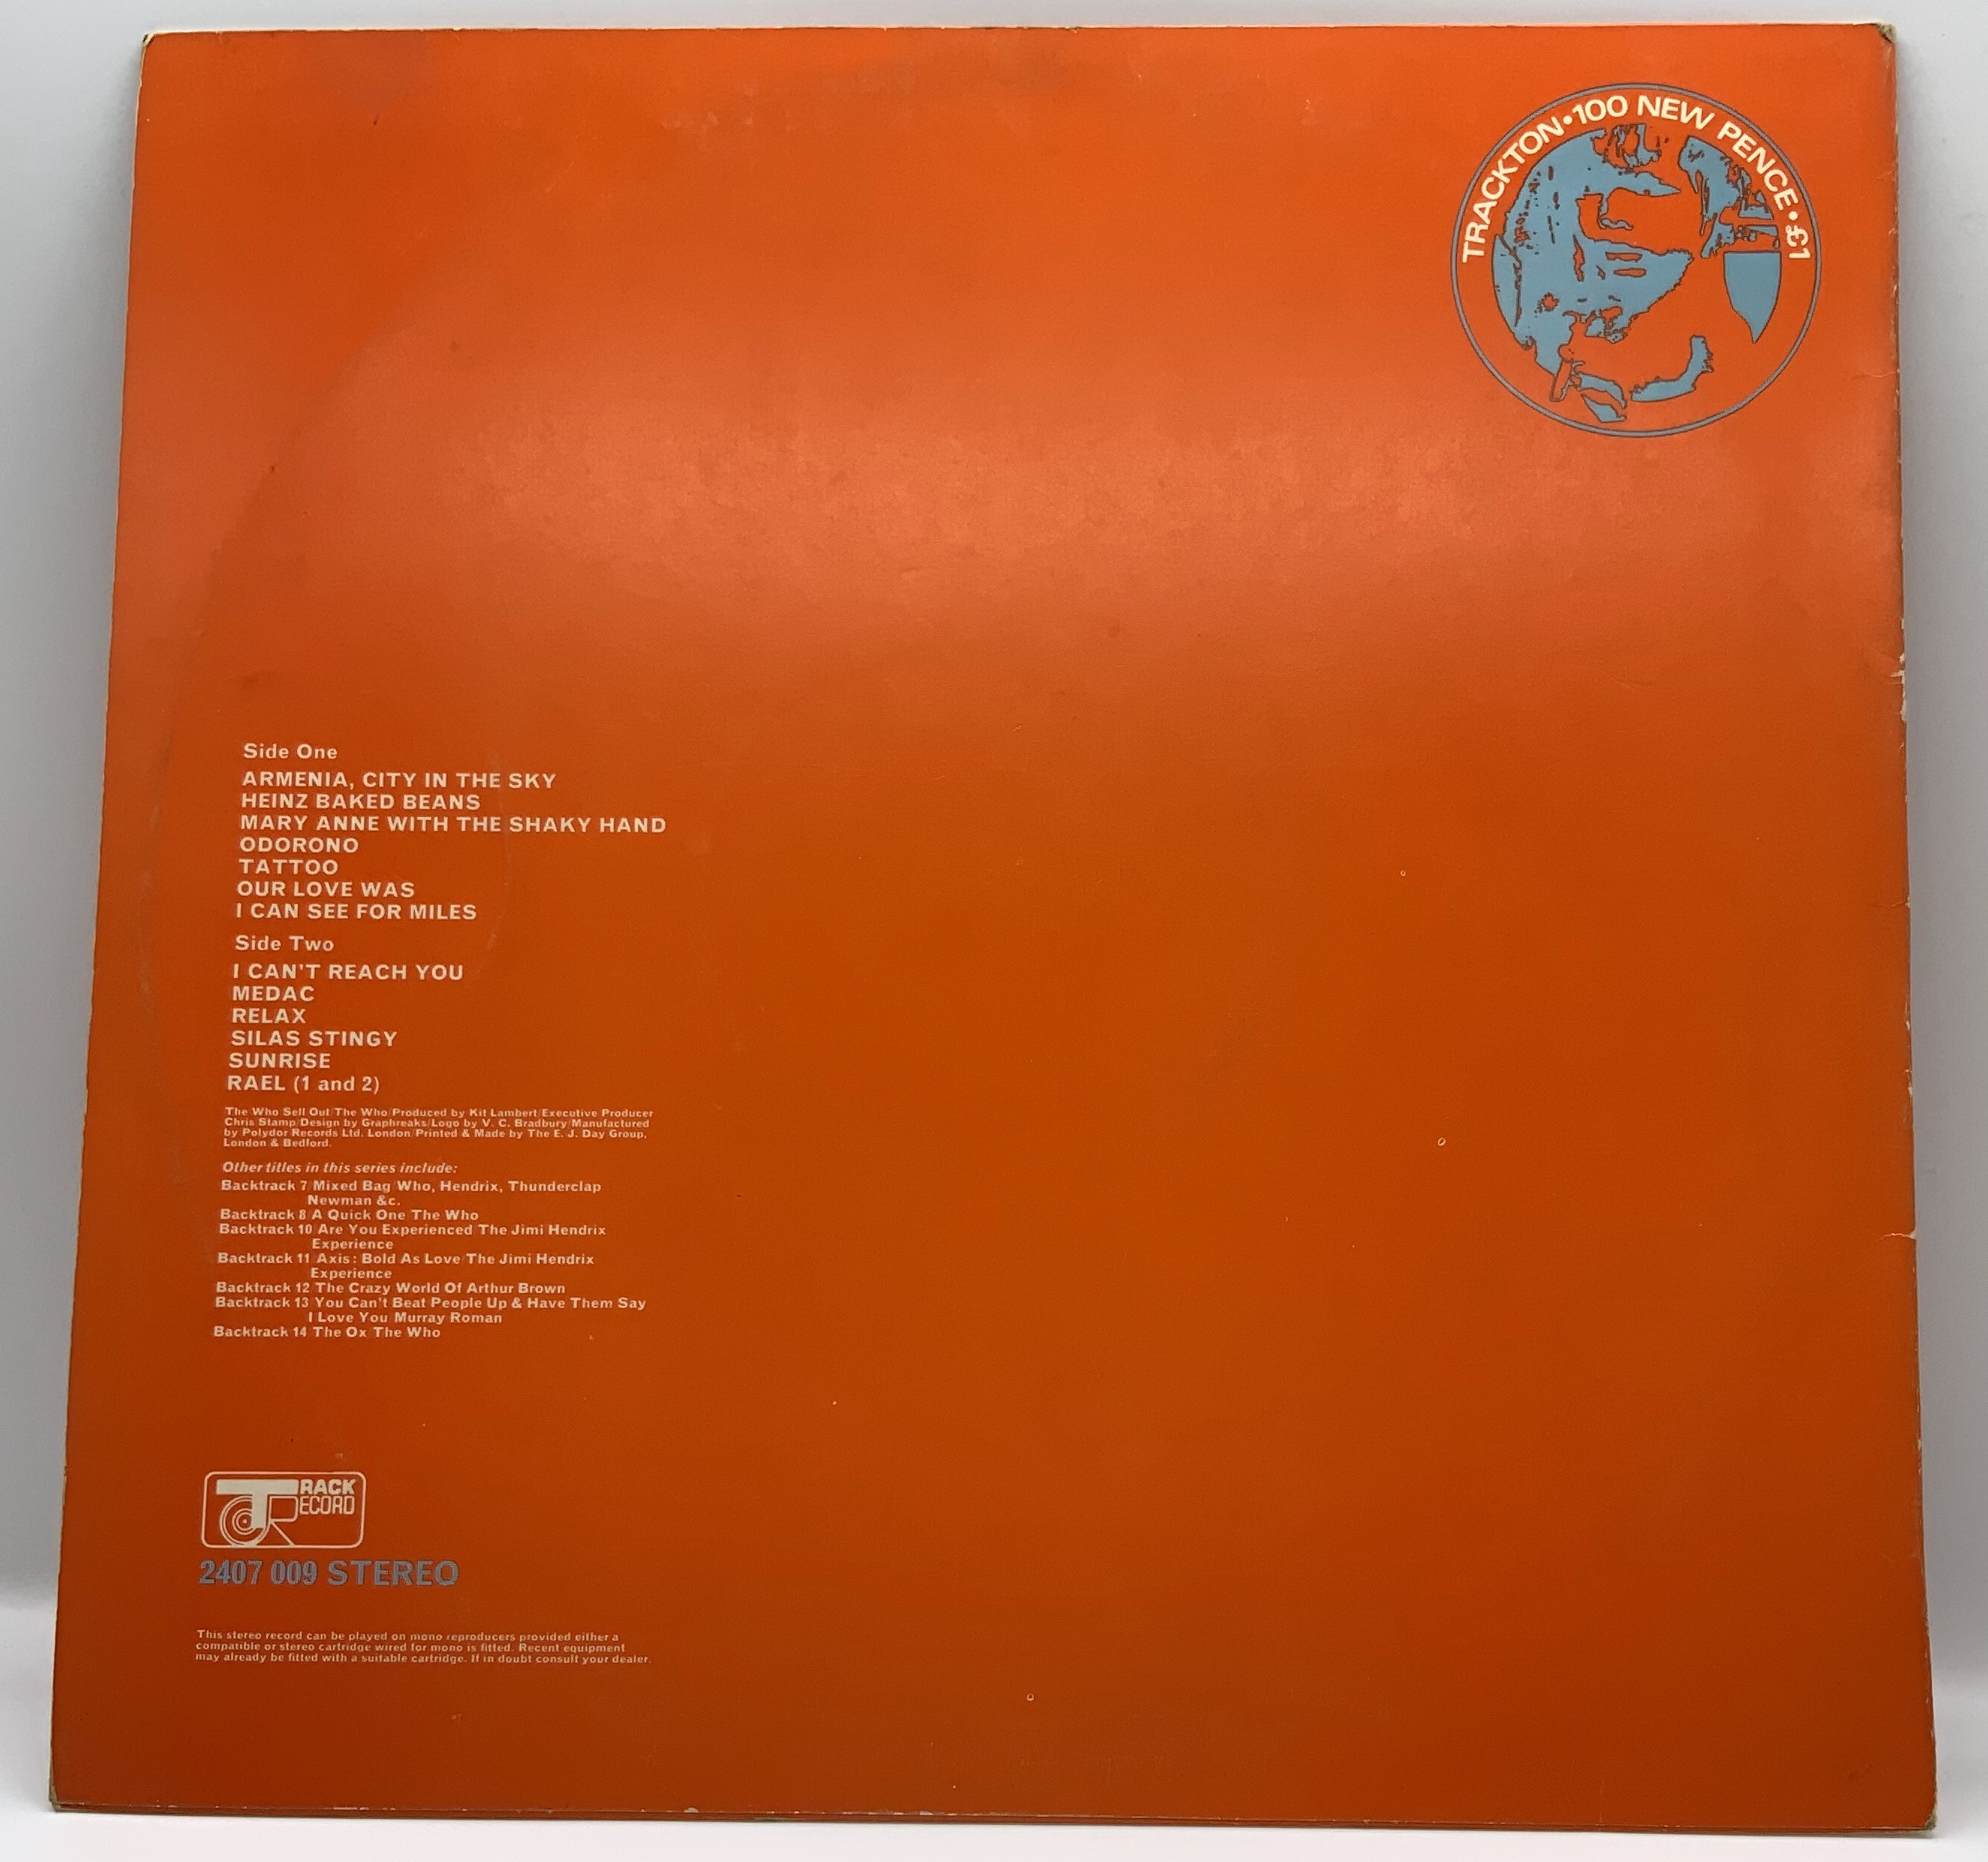 TRACKTON•100 NEW PENCE•£1
Side One
ARMENIA, CITY IN THE SKY
HEINZ BAKED BEANS
MARY ANNE WITH THE SHAKY HAND
ODORONO
TATTOO
OUR LOVE WAS
I CAN SEE FOR MILES
Side Two
I CAN'T REACH YOU
MEDAC
RELAX
SILAS STINGY
SUNRISE
RAEL (1 and 2)
The Who Sell Out/The Who/Produced by Kit Lambert/Executive Producer
Chris Stamp/Design by Graphreaks/Logo by V. C. Bradbury/Manufactured
by Polydor Records Ltd. London/Printed & Made by The E. J. Day Group,
London & Bedford.
Other titles in this series include:
Backtrack 7/Mixed Bag/Who, Hendrix, Thunderclap
Newman &c.
Backtrack 8/A Quick One/The Who
Backtrack 10/Are You Experienced/The Jimi Hendrix
Experience
Backtrack 11/Axis: Bold As Love/The Jimi Hendrix
Experience
Backtrack 12/The Crazy World Of Arthur Brown
Backtrack 13/You Can't Beat People Up & Have Them Say
I Love You/Murray Roman
Backtrack 14/The Ox/The Who
TRACK
RECORD
2407 009 STEREO
This stereo record can be played on mono reproducers provided either a
compatible or stereo cartridge wired for mono is fitted. Recent equipment
may already be fitted with a suitable cartridge. If in doubt consult your dealer.